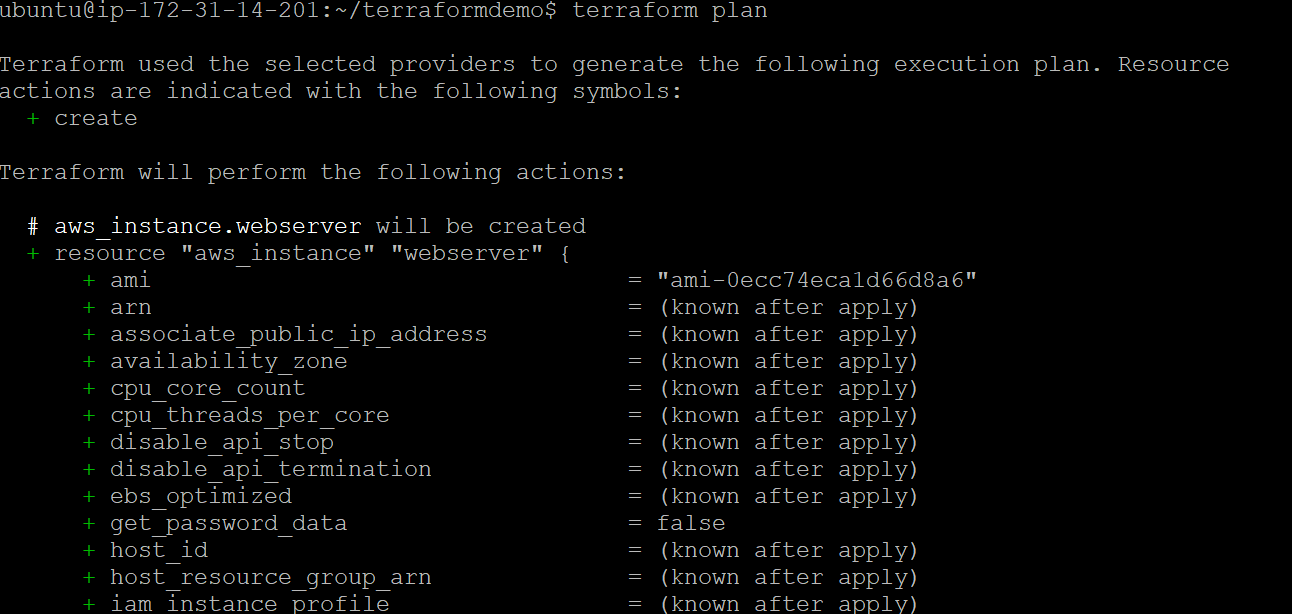 ubuntu@ip-172-31-14-201:~/terraformdemo$ terraform plan
Terraform used the selected providers to generate the following execution plan. Resource
actions are indicated with the following symbols:
+ create
Terraform will perform the following actions:
# aws_instance.webserver will be created
+ resource "aws_instance" "webserver" {
+ ami = "ami-0ecc74eca1d66d8a6"
+ arn = (known after apply)
+ associate_public_ip_address = (known after apply)
+ availability_zone = (known after apply)
+ cpu_core_count = (known after apply)
+ cpu_threads_per_core = (known after apply)
+ disable_api_stop = (known after apply)
+ disable_api_termination = (known after apply)
+ ebs_optimized = (known after apply)
+ get_password_data = false
+ host_id = (known after apply)
+ host_resource_group_arn = (known after apply)
+ iam_instance_profile = (known after apply)